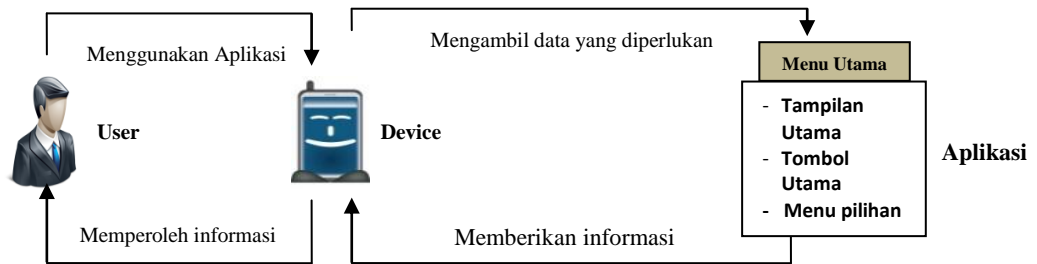 Menggunakan Aplikasi
Mengambil data yang diperlukan
Menu Utama
User
Device
- Tampilan
Utama
- Tombol
Utama
- Menu pilihan
Aplikasi
Memperoleh informasi
Memberikan informasi